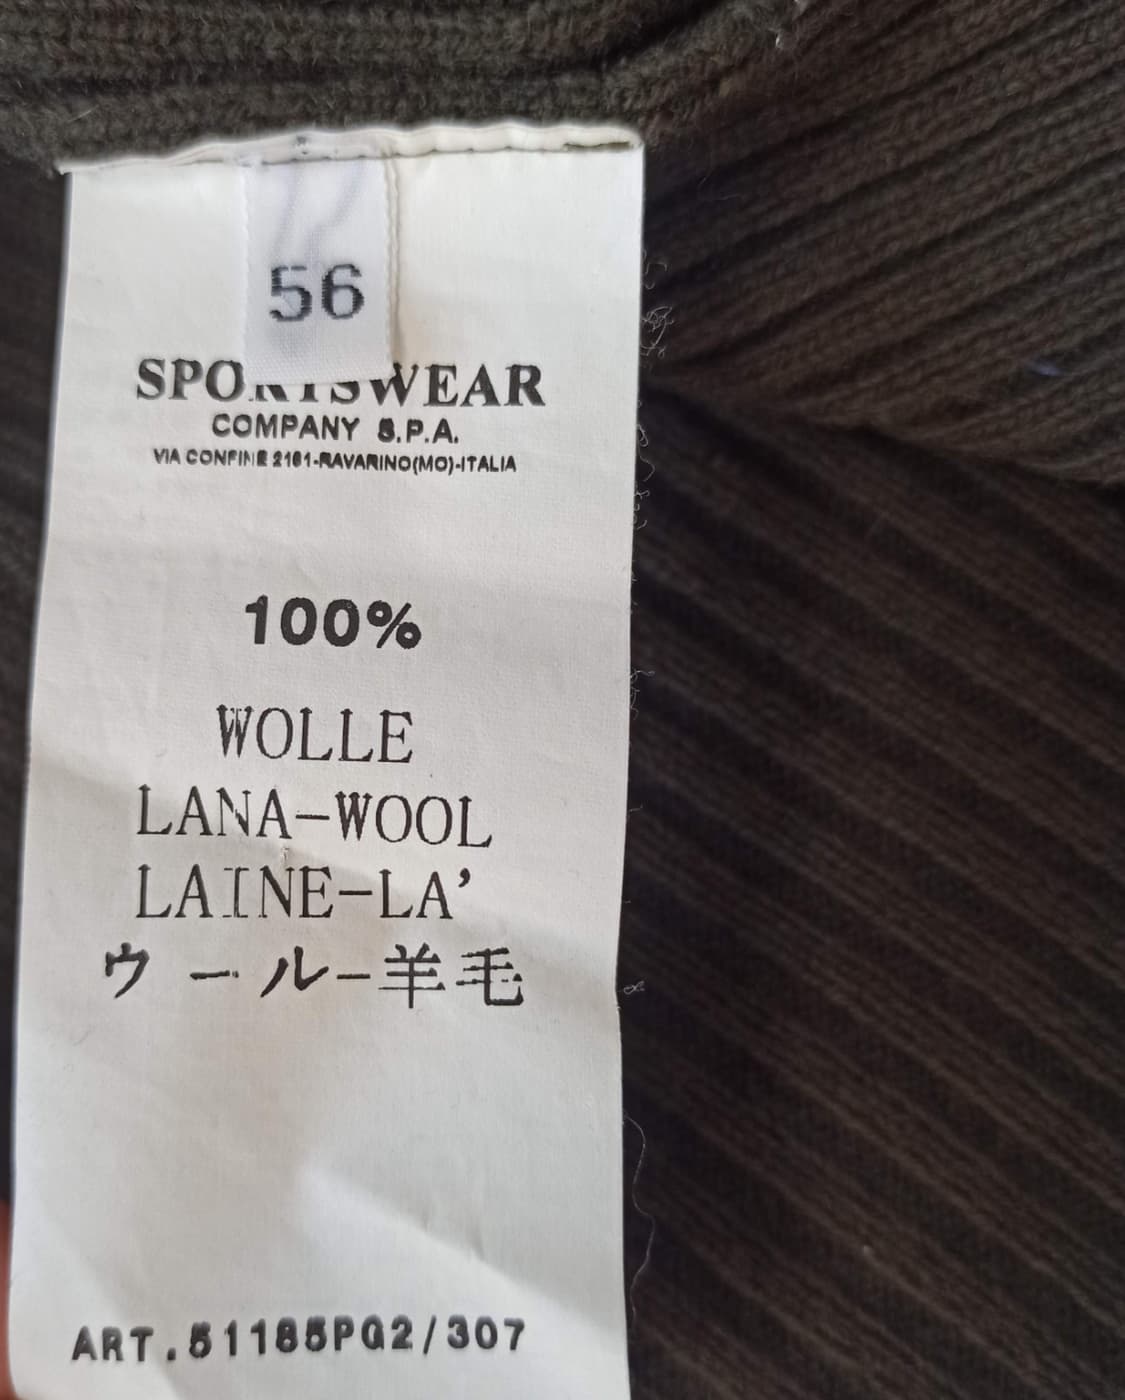 56
SPORTSWEAR
COMPANY S.P.A.
VIA CONFINE 2161-RAVARINO(MO)-ITALIA
100%
WOLLE
LANA-WOOL
LAINE-LA'
ウール-羊毛
ART.51185PG2/307